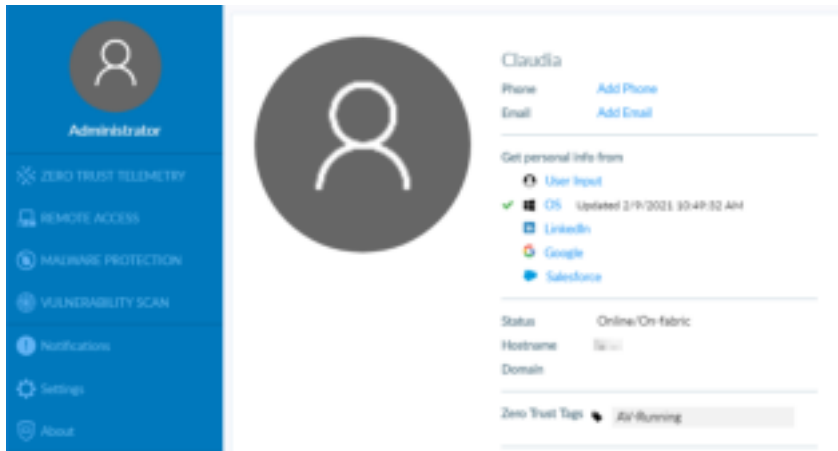 Administrator
ZERO TRUST TELEMETRY
REMOTE ACCESS
MALWARE PROTECTION
VULNERABILITY SCAN
Notifications
Settings
About
Claudia
Phone Add Phone
Email Add Email
Get personal info from
User Input
OS Updated 2/9/2021 10:49:32 AM
LinkedIn
Google
Salesforce
Status Online/On-fabric
Hostname
Domain
Zero Trust Tags AV-Running